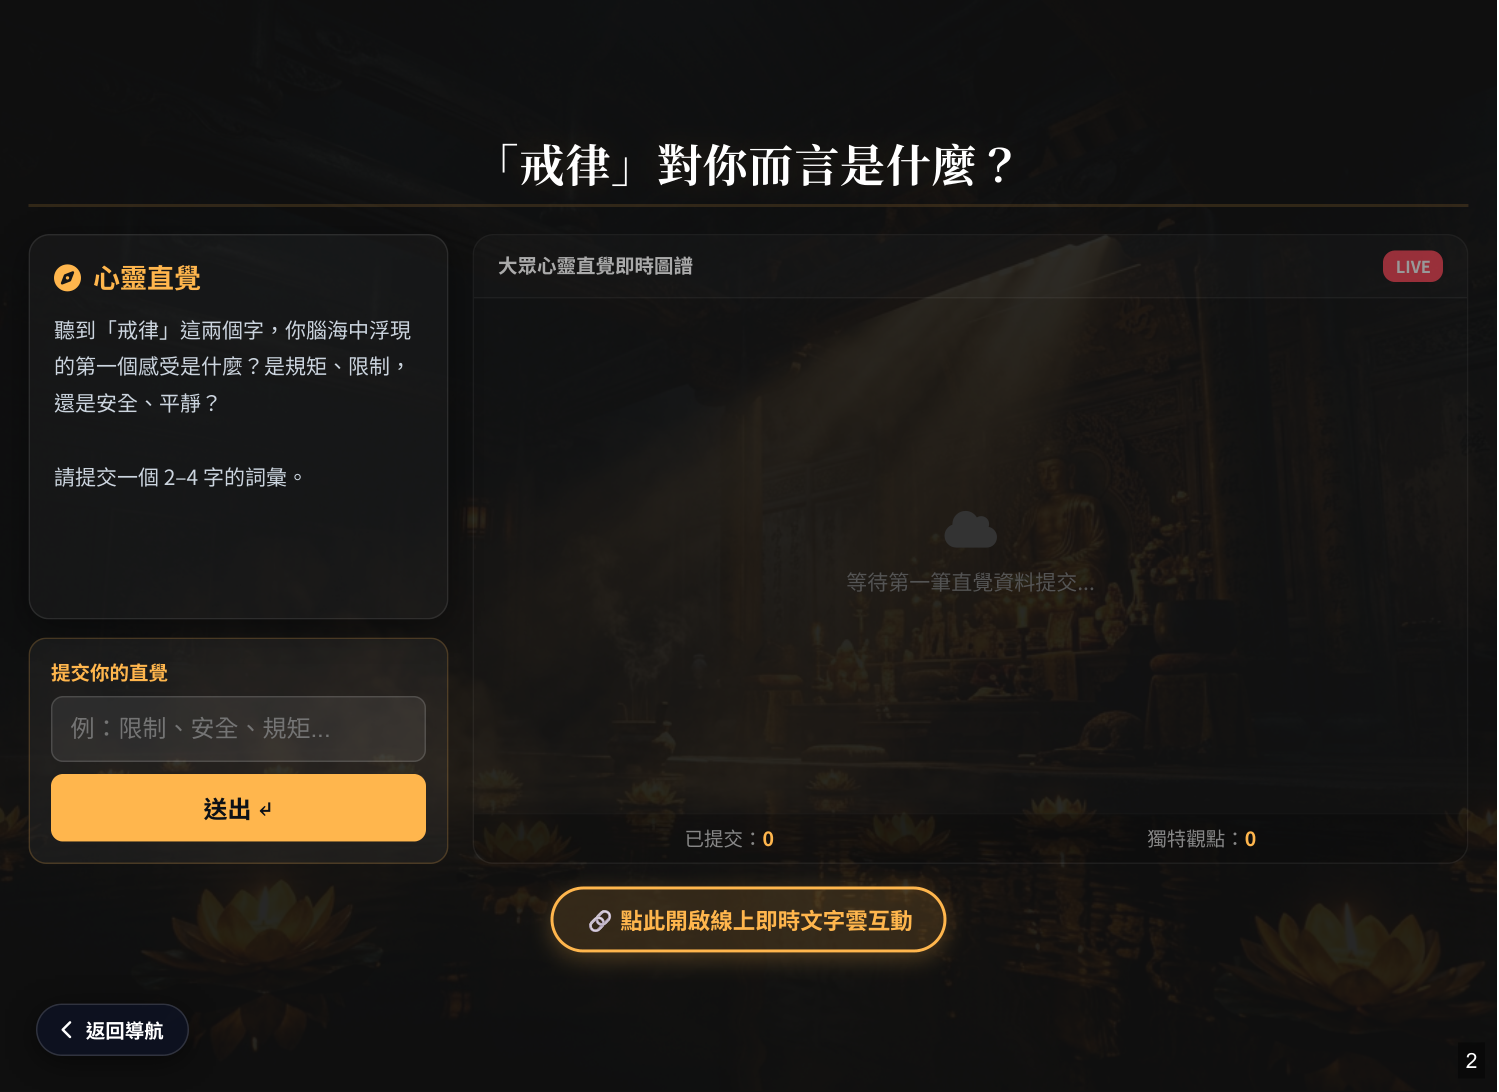 「戒律」對你而言是什麼？
心靈直覺
聽到「戒律」這兩個字，你腦海中浮現
的第一個感受是什麼？是規矩、限制，
還是安全、平靜？
請提交一個 2–4 字的詞彙。
提交你的直覺
例：限制、安全、規矩...
送出 ↵
大眾心靈直覺即時圖譜
LIVE
等待第一筆直覺資料提交...
已提交：0
獨特觀點：0
點此開啟線上即時文字雲互動
返回導航
2